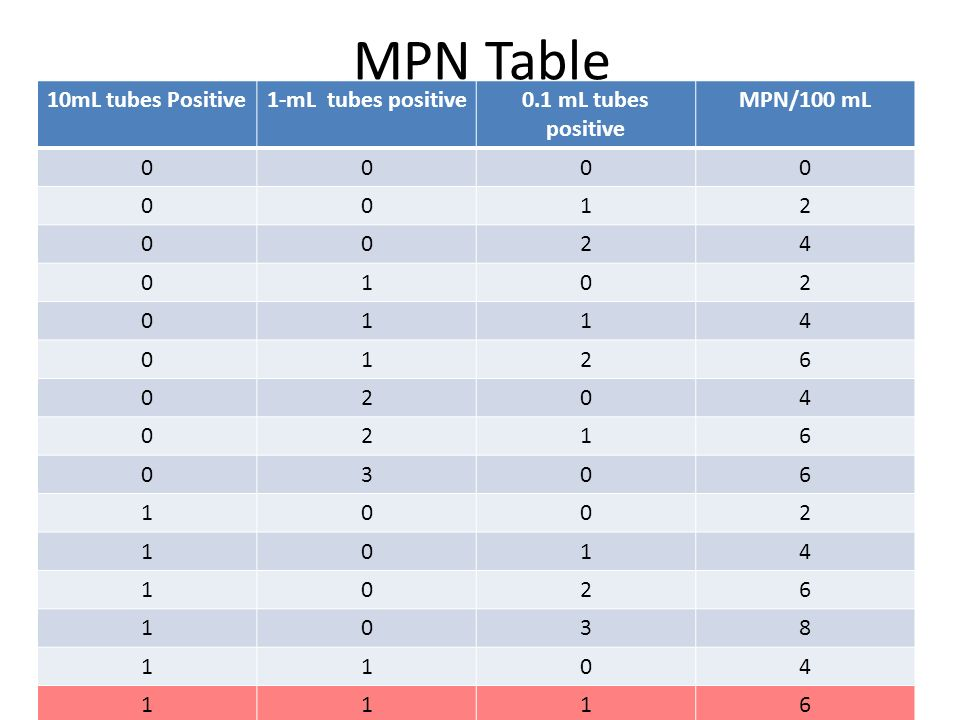 MPN Table
10mL tubes Positive 1-mL tubes positive 0.1 mL tubes positive MPN/100 mL
0 0 0 0
0 0 1 2
0 0 2 4
0 1 0 2
0 1 1 4
0 1 2 6
0 2 0 4
0 2 1 6
0 3 0 6
1 0 0 2
1 0 1 4
1 0 2 6
1 0 3 8
1 1 0 4
1 1 1 6